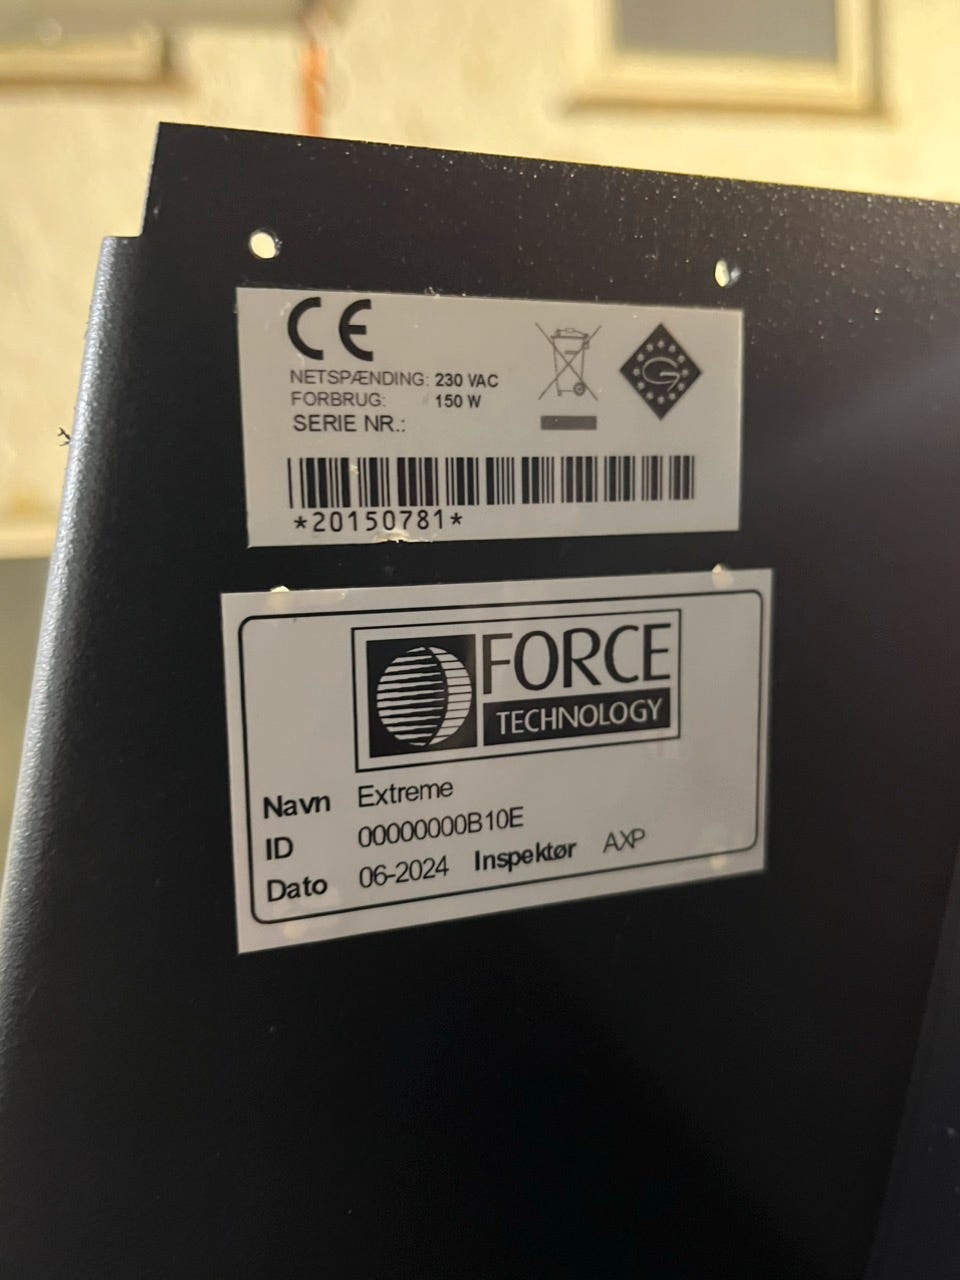 CE
NETSPÆNDING: 230 VAC
FORBRUG: 150 W
SERIE NR.:
*20150781*
FORCE
TECHNOLOGY
Navn Extreme
ID 00000000B10E
Dato 06-2024 Inspektør AXP